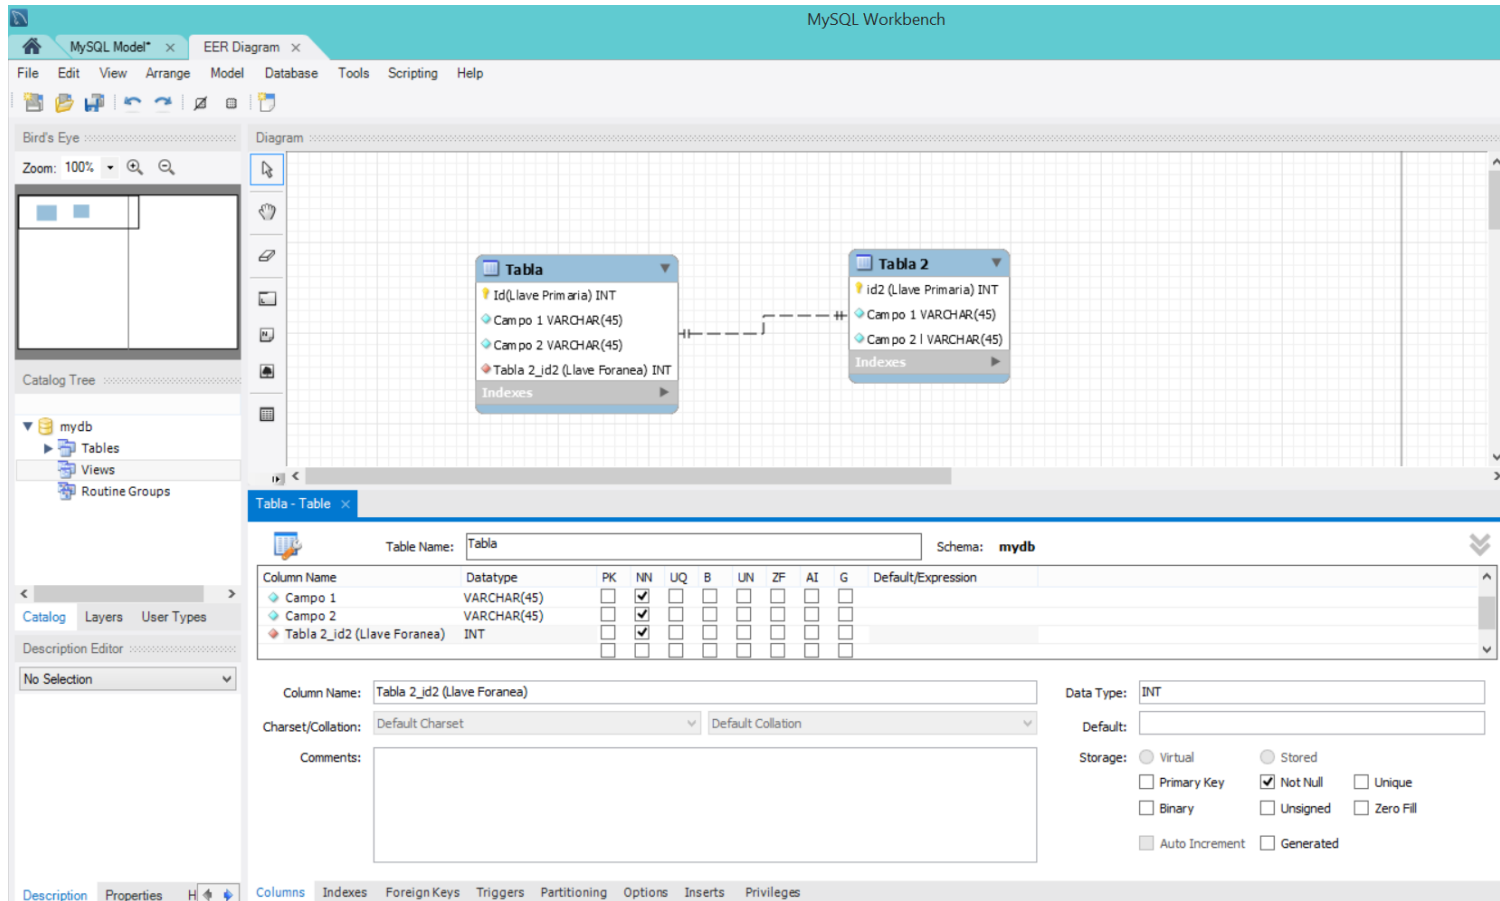 MySQL Workbench
MySQL Model* × EER Diagram ×
File Edit View Arrange Model Database Tools Scripting Help
Bird's Eye
Zoom: 100%
Diagram
Tabla
Id(Llave Primaria) INT
Campo 1 VARCHAR(45)
Campo 2 VARCHAR(45)
Tabla 2_id2 (Llave Foranea) INT
Indexes
Tabla 2
id2 (Llave Primaria) INT
Campo 1 VARCHAR(45)
Campo 2 l VARCHAR(45)
Indexes
Catalog Tree
mydb
Tables
Views
Routine Groups
Catalog Layers User Types
Description Editor
No Selection
Description Properties H
Tabla - Table ×
Table Name: Tabla Schema: mydb
Column Name Datatype PK NN UQ B UN ZF AI G Default/Expression
Campo 1 VARCHAR(45)
Campo 2 VARCHAR(45)
Tabla 2_id2 (Llave Foranea) INT
Column Name: Tabla 2_id2 (Llave Foranea) Data Type: INT
Charset/Collation: Default Charset Default Collation Default:
Comments: Storage: Virtual Stored
Primary Key Not Null Unique
Binary Unsigned Zero Fill
Auto Increment Generated
Columns Indexes Foreign Keys Triggers Partitioning Options Inserts Privileges